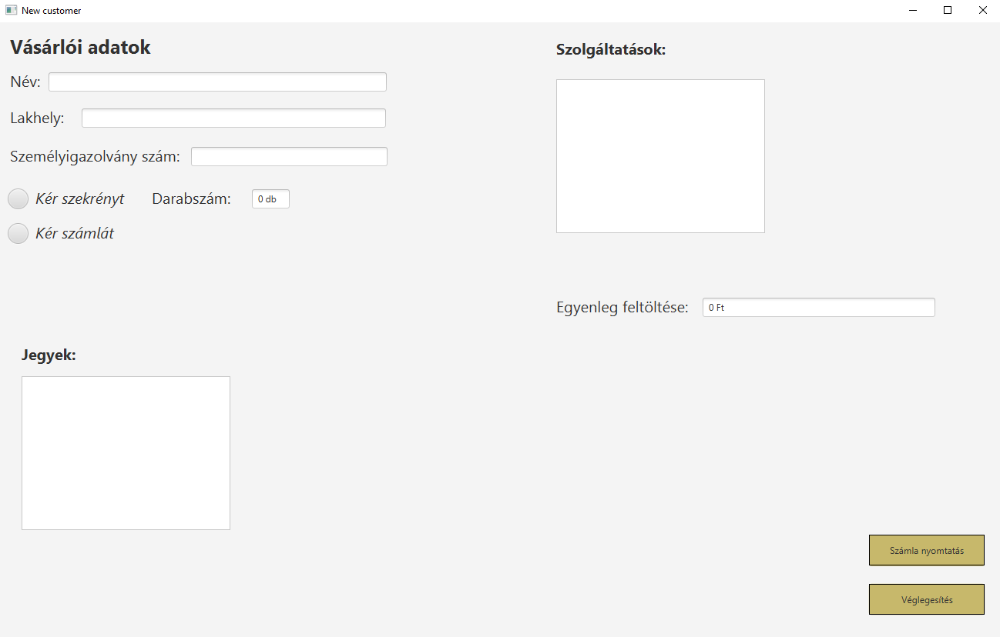 New customer
Vásárlói adatok
Név:
Lakhely:
Személyigazolvány szám:
Kér szekrényt Darabszám: 0 db
Kér számlát
Jegyek:
Szolgáltatások:
Egyenleg feltöltése: 0 Ft
Számla nyomtatás
Véglegesítés